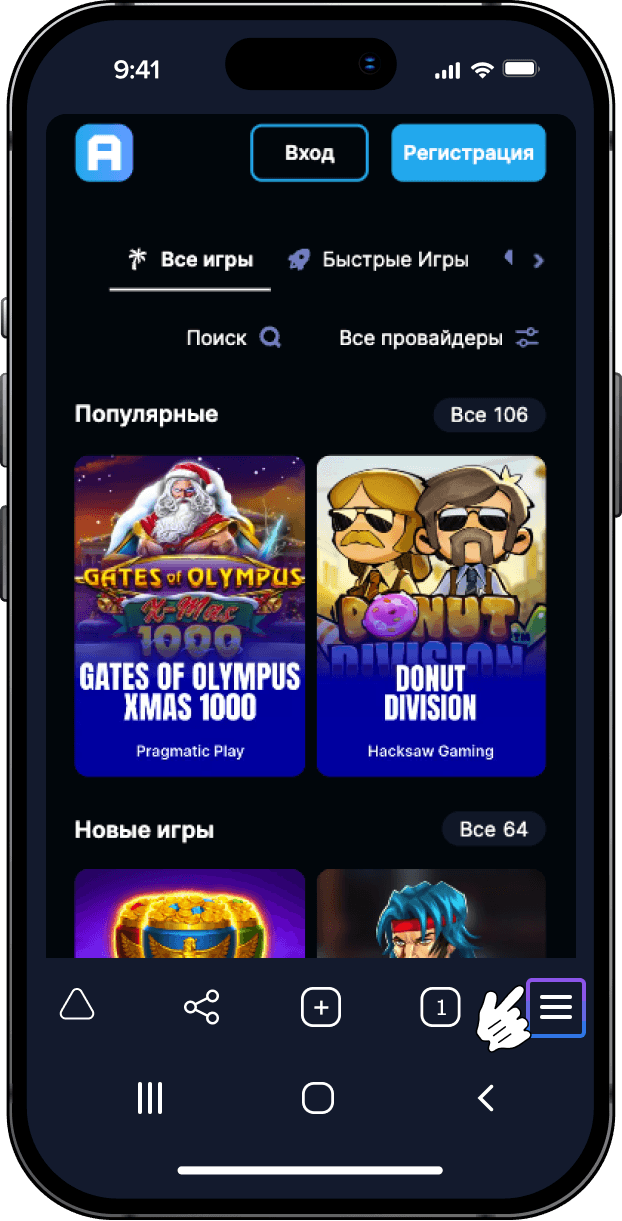 9:41
A
Вход
Регистрация
Все игры
Быстрые Игры
Поиск
Все провайдеры
Популярные
Все 106
GATES OF OLYMPUS
X-Mas
1000
GATES OF OLYMPUS
XMAS 1000
Pragmatic Play
DONUT
DIVISION
DONUT
DIVISION
Hacksaw Gaming
Новые игры
Все 64
1